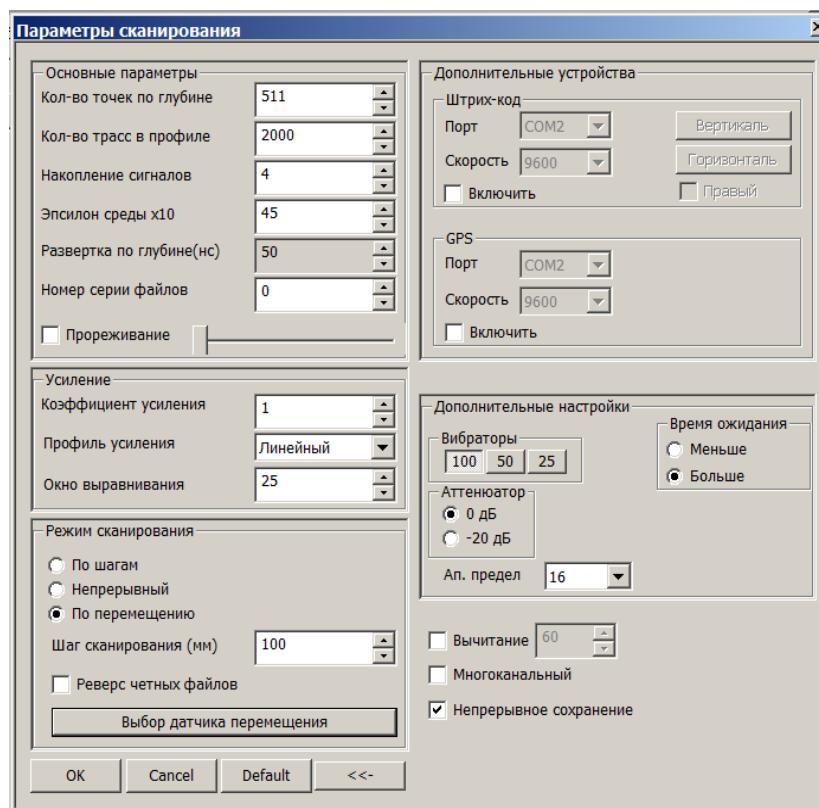 Параметры сканирования
Основные параметры
Кол-во точек по глубине 511
Кол-во трасс в профиле 2000
Накопление сигналов 4
Эпсилон среды x10 45
Развертка по глубине(нс) 50
Номер серии файлов 0
Прореживание
Усиление
Коэффициент усиления 1
Профиль усиления Линейный
Окно выравнивания 25
Режим сканирования
По шагам
Непрерывный
По перемещению
Шаг сканирования (мм) 100
Реверс четных файлов
Выбор датчика перемещения
OK Cancel Default <<-
Дополнительные устройства
Штрих-код
Порт COM2 Вертикаль
Скорость 9600 Горизонталь
Включить Правый
GPS
Порт COM2
Скорость 9600
Включить
Дополнительные настройки
Вибраторы
100 50 25
Время ожидания
Меньше
Больше
Аттенюатор
0 дБ
-20 дБ
Ап. предел 16
Вычитание 60
Многоканальный
Непрерывное сохранение